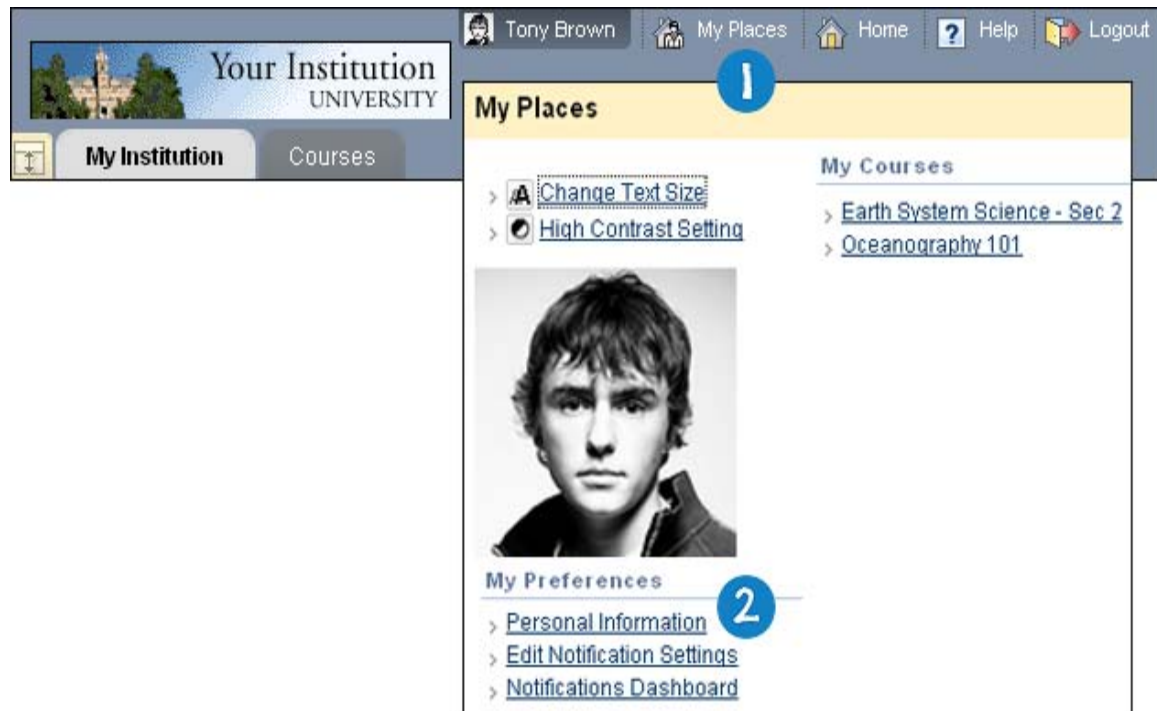 Tony Brown My Places Home ? Help Logout
Your Institution
UNIVERSITY
1
My Places
My Institution Courses
A Change Text Size
High Contrast Setting
My Courses
Earth System Science - Sec 2
Oceanography 101
My Preferences
2
Personal Information
Edit Notification Settings
Notifications Dashboard